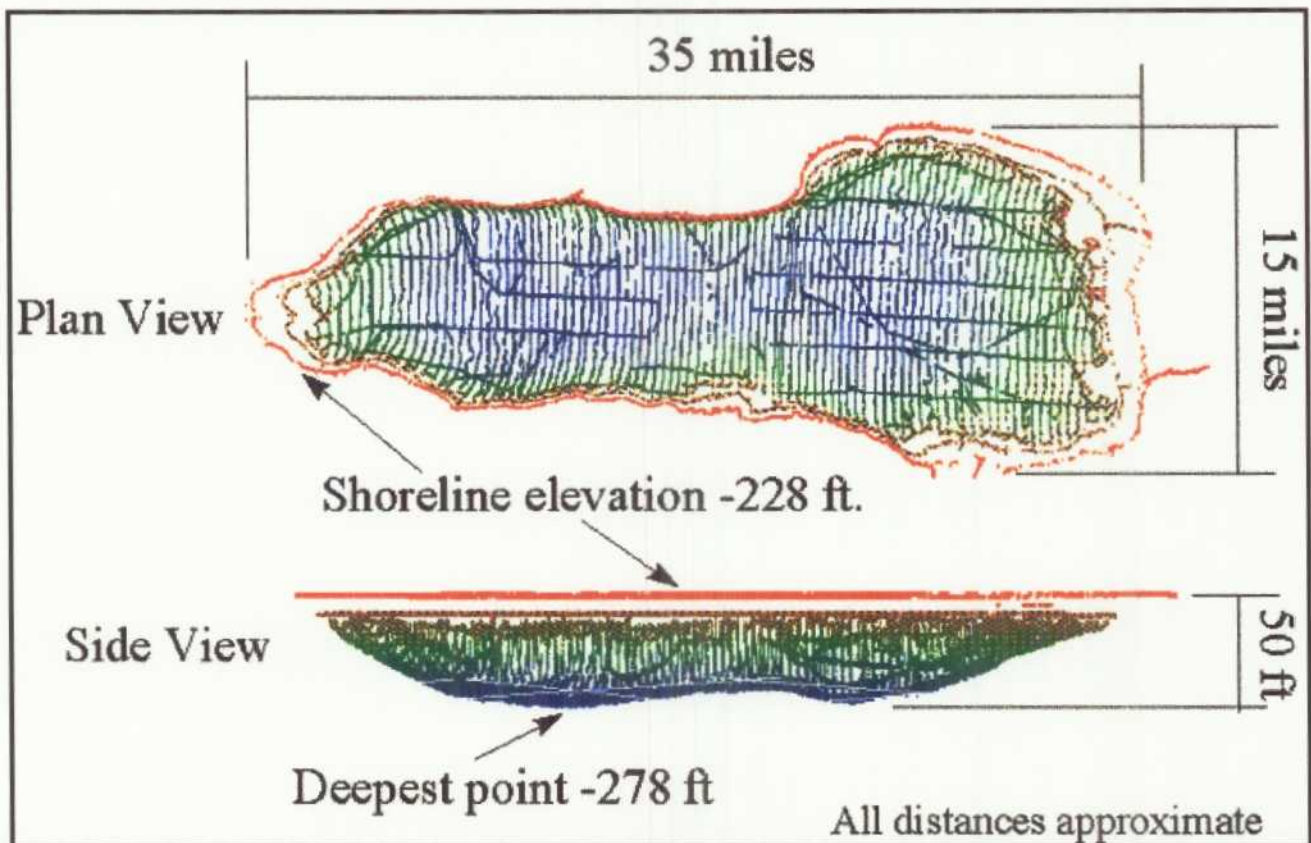 35 miles
15 miles
Plan View
Shoreline elevation -228 ft.
Side View
50 ft
Deepest point -278 ft
All distances approximate